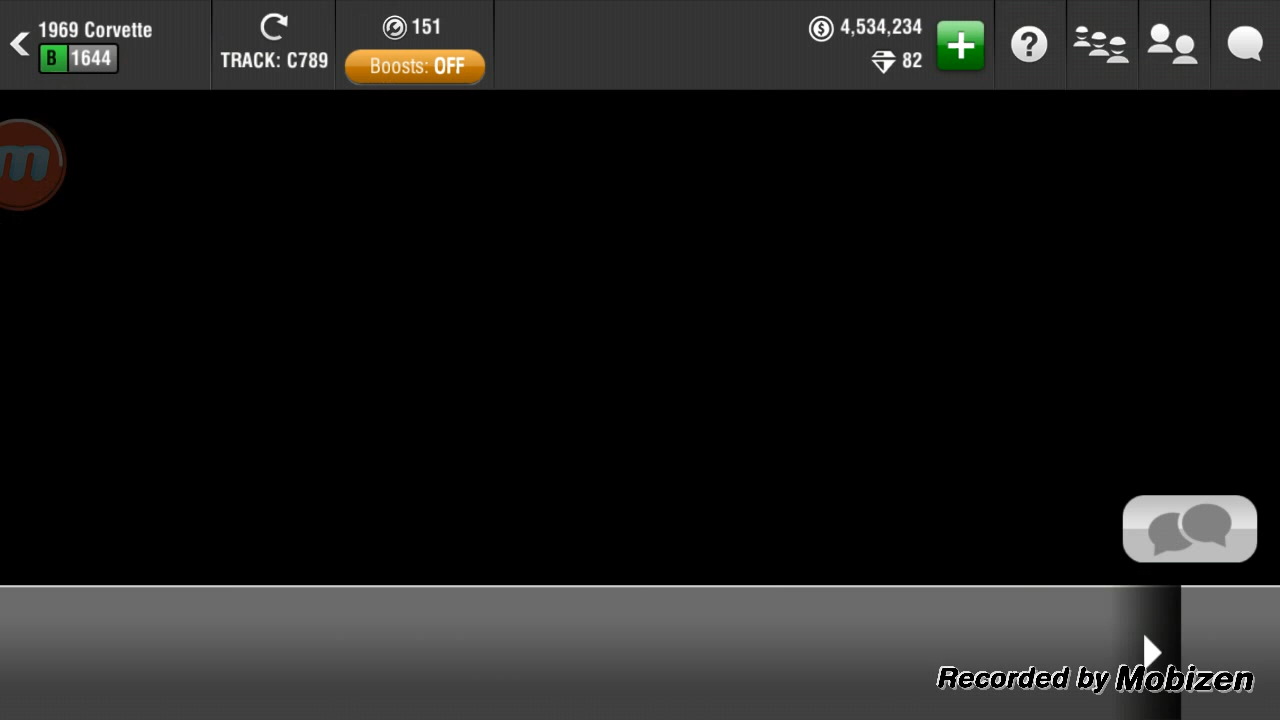 1969 Corvette
B 1644
TRACK: C789
151
Boosts: OFF
4,534,234
82
+
?
m
Recorded by Mobizen